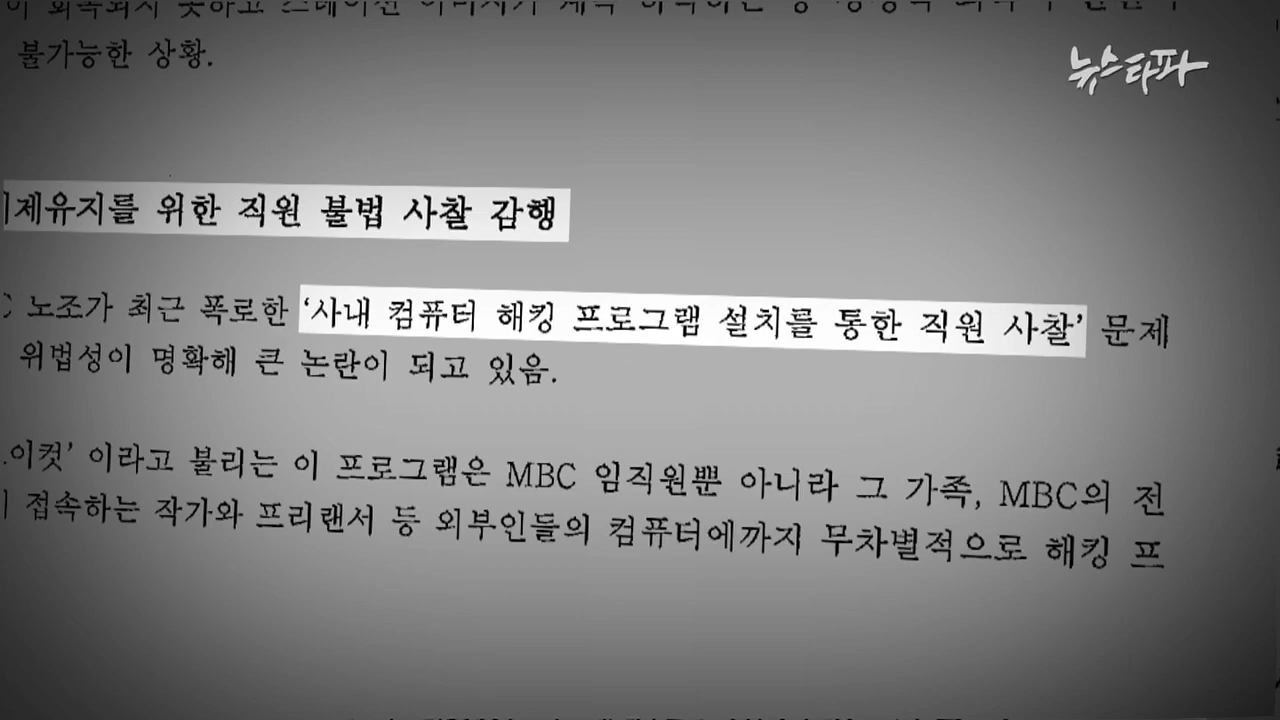 불가능한 상황.
뉴스타파
제유지를 위한 직원 불법 사찰 감행
노조가 최근 폭로한 ‘사내 컴퓨터 해킹 프로그램 설치를 통한 직원 사찰’ 문제
위법성이 명확해 큰 논란이 되고 있음.
이컷’ 이라고 불리는 이 프로그램은 MBC 임직원뿐 아니라 그 가족, MBC의 전
접속하는 작가와 프리랜서 등 외부인들의 컴퓨터에까지 무차별적으로 해킹 프